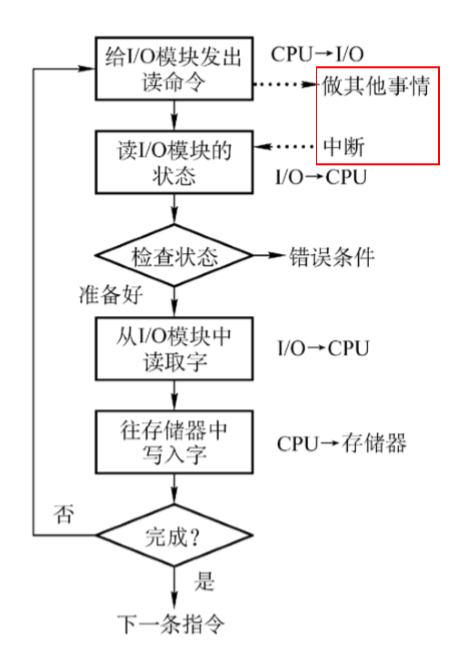 给I/O模块发出
读命令
CPU→I/O
做其他事情
中断
读I/O模块的
状态
I/O→CPU
检查状态
错误条件
准备好
从I/O模块中
读取字
I/O→CPU
往存储器中
写入字
CPU→存储器
否
完成?
是
下一条指令